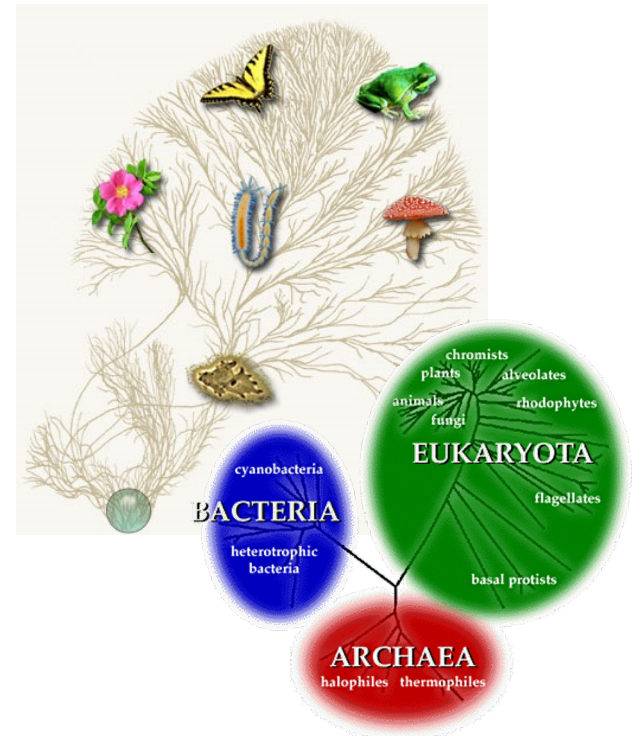 chromists
plants
alveolates
animals
rhodophytes
fungi
EUKARYOTA
flagellates
basal protists
cyanobacteria
BACTERIA
heterotrophic
bacteria
ARCHAEA
halophiles thermophiles